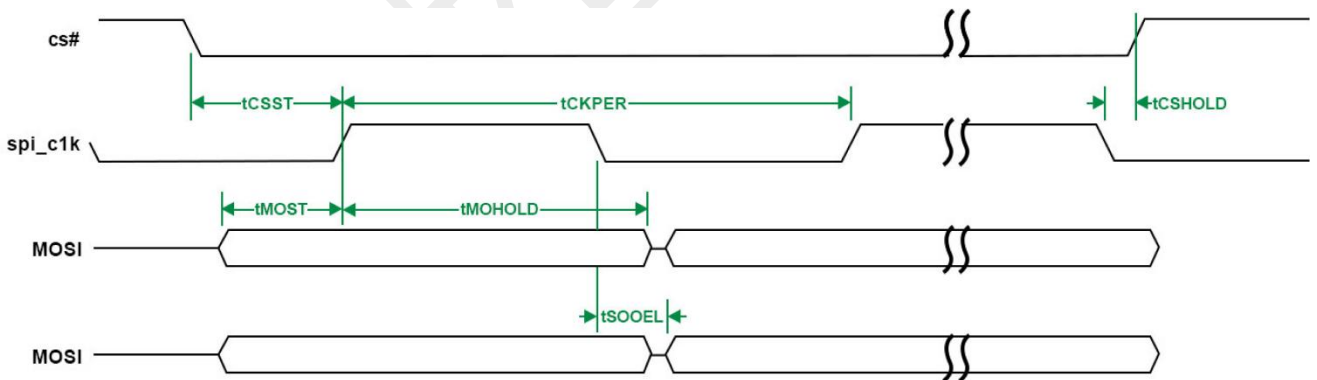 cs#
tCSST
tCKPER
tCSHOLD
spi_c1k
tMOST
tMOHOLD
MOSI
tSOOEL
MOSI